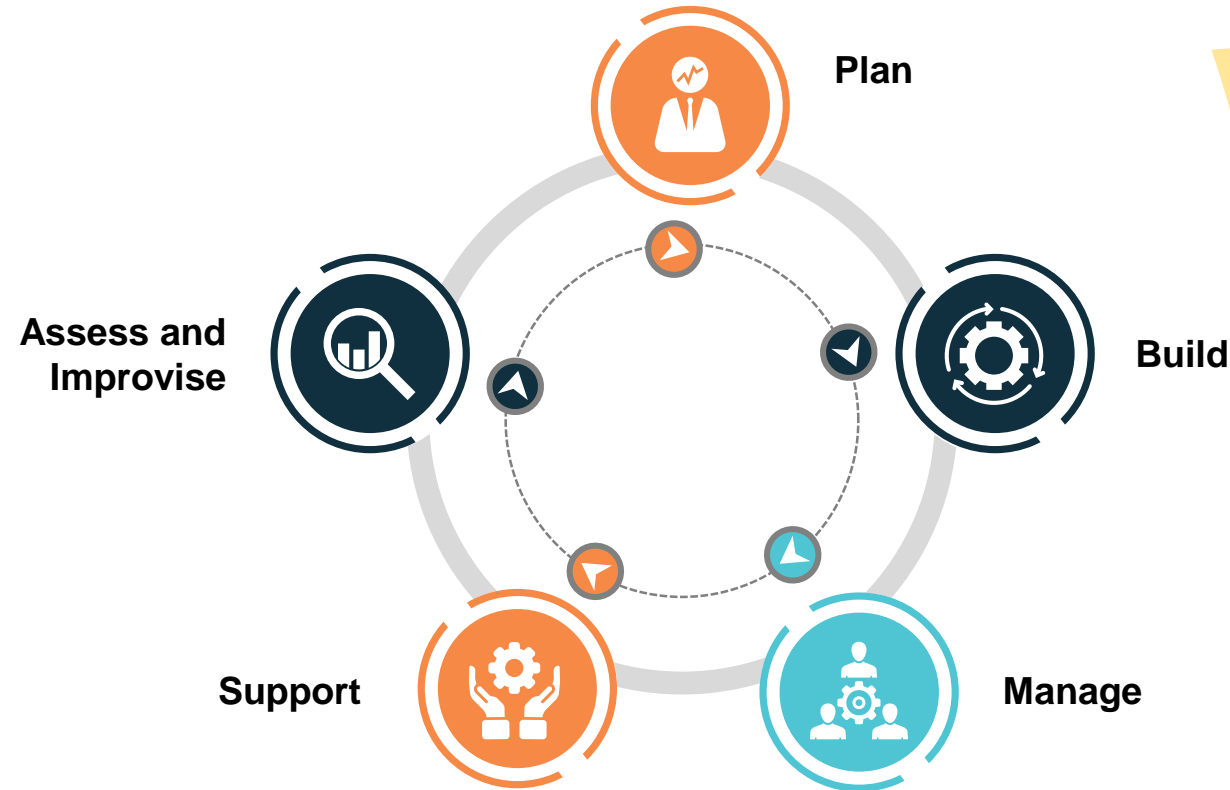 Plan
Build
Manage
Support
Assess and
Improvise